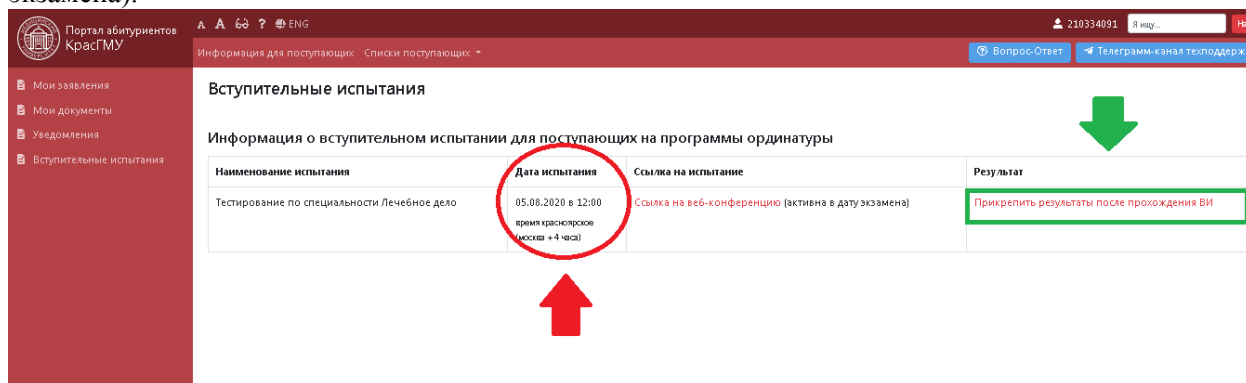 экзамена).
Портал абитуриентов
КрасГМУ
А А ? ENG
210334091 Я ищу...
Информация для поступающих Списки поступающих
Вопрос-Ответ Телеграмм-канал техподдерж
Мои заявления
Мои документы
Уведомления
Вступительные испытания
Вступительные испытания
Информация о вступительном испытании для поступающих на программы ординатуры
Наименование испытания Дата испытания Ссылка на испытание Результат
Тестирование по специальности Лечебное дело 05.08.2020 в 12:00 Ссылка на веб-конференцию (активна в дату экзамена) Прикрепить результаты после прохождения ВИ
время красноярское
(москва +4 часа)